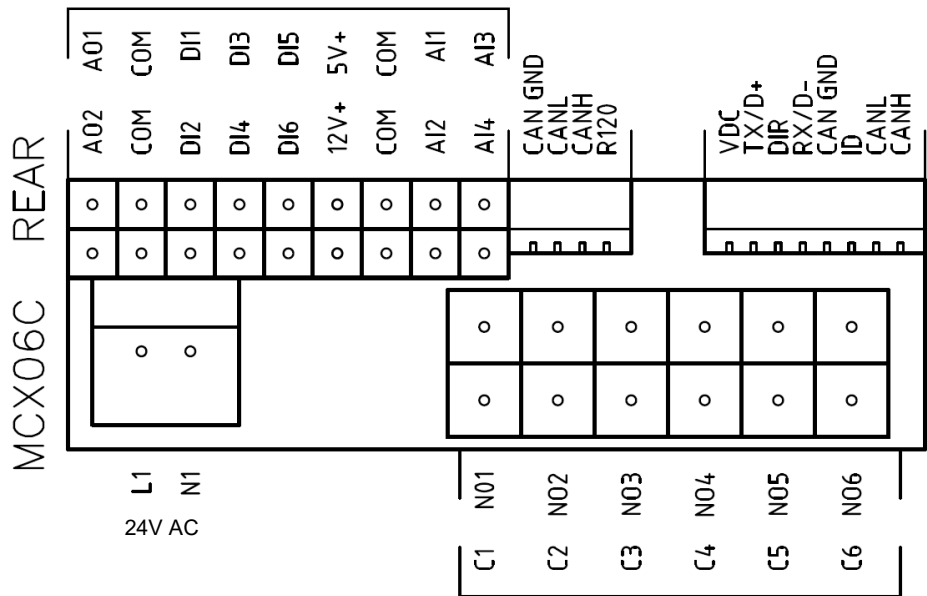 AO1 COM DI1 DI3 DI5 5V+ COM AI1 AI3
AO2 COM DI2 DI4 DI6 12V+ COM AI2 AI4
CAN GND
CANL
CANH
R120
VDC
TX/D+
DIR
RX/D-
CAN GND
ID
CANL
CANH
MCX06C REAR
L1 N1
24V AC
NO1 NO2 NO3 NO4 NO5 NO6
C1 C2 C3 C4 C5 C6